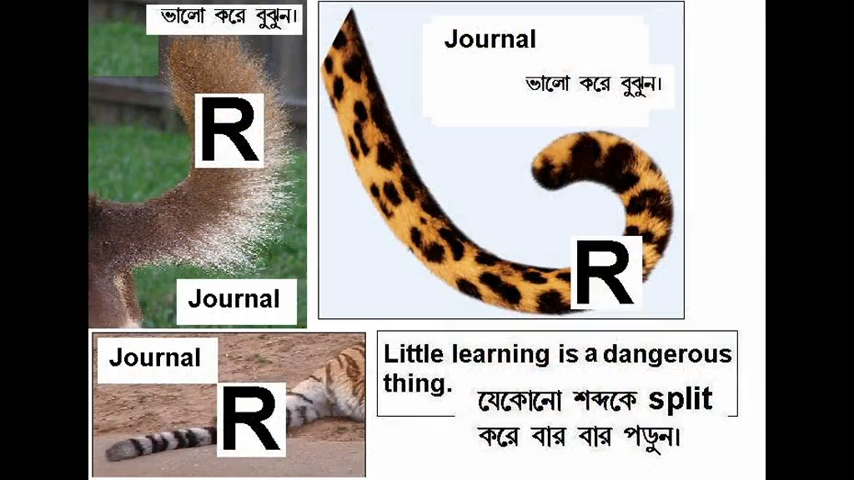 ভালো করে বুঝুন।
R
Journal
Journal
ভালো করে বুঝুন।
R
Journal
R
Little learning is a dangerous
thing.
যেকোনো শব্দকে split
করে বার বার পড়ুন।